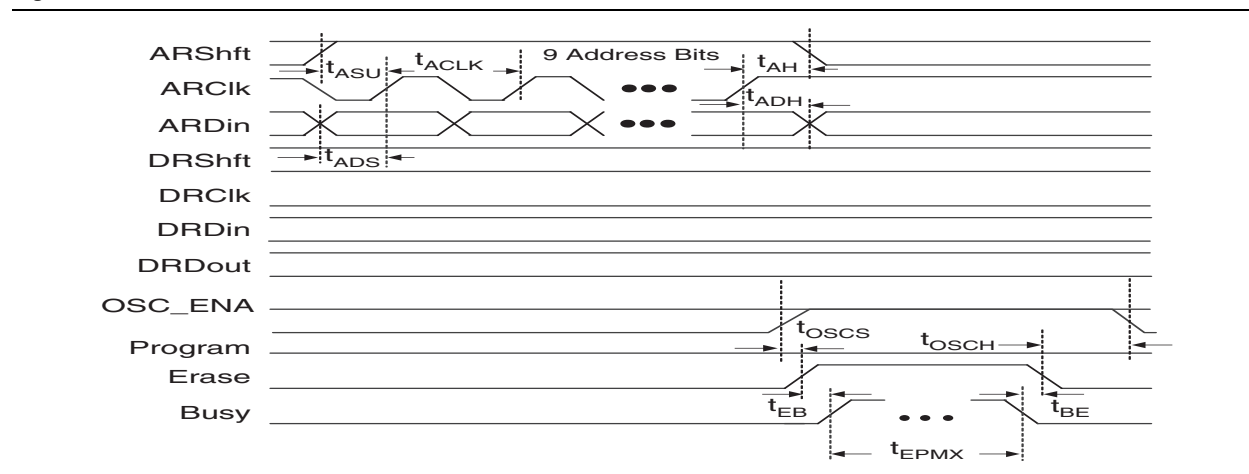 ARShft
tASU
tACLK
9 Address Bits
tAH
ARClk
tADH
ARDin
DRShft
tADS
DRClk
DRDin
DRDout
OSC_ENA
tOSCS
tOSCH
Program
Erase
tEB
tBE
Busy
tEPMX